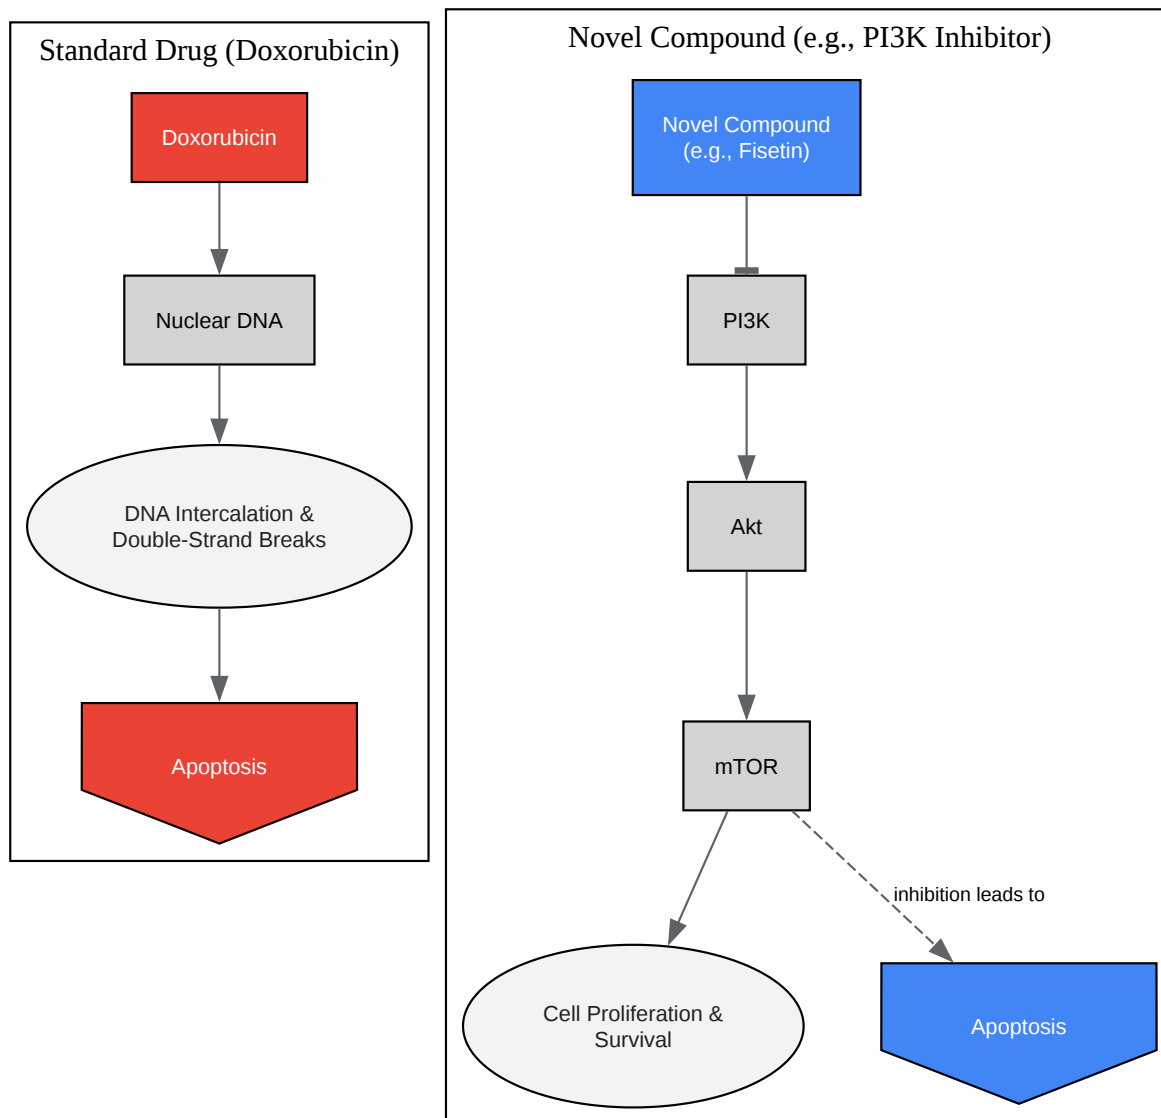 Standard Drug (Doxorubicin)
Doxorubicin
Nuclear DNA
DNA Intercalation &
Double-Strand Breaks
Apoptosis
Novel Compound (e.g., PI3K Inhibitor)
Novel Compound
(e.g., Fisetin)
PI3K
Akt
mTOR
inhibition leads to
Cell Proliferation &
Survival
Apoptosis